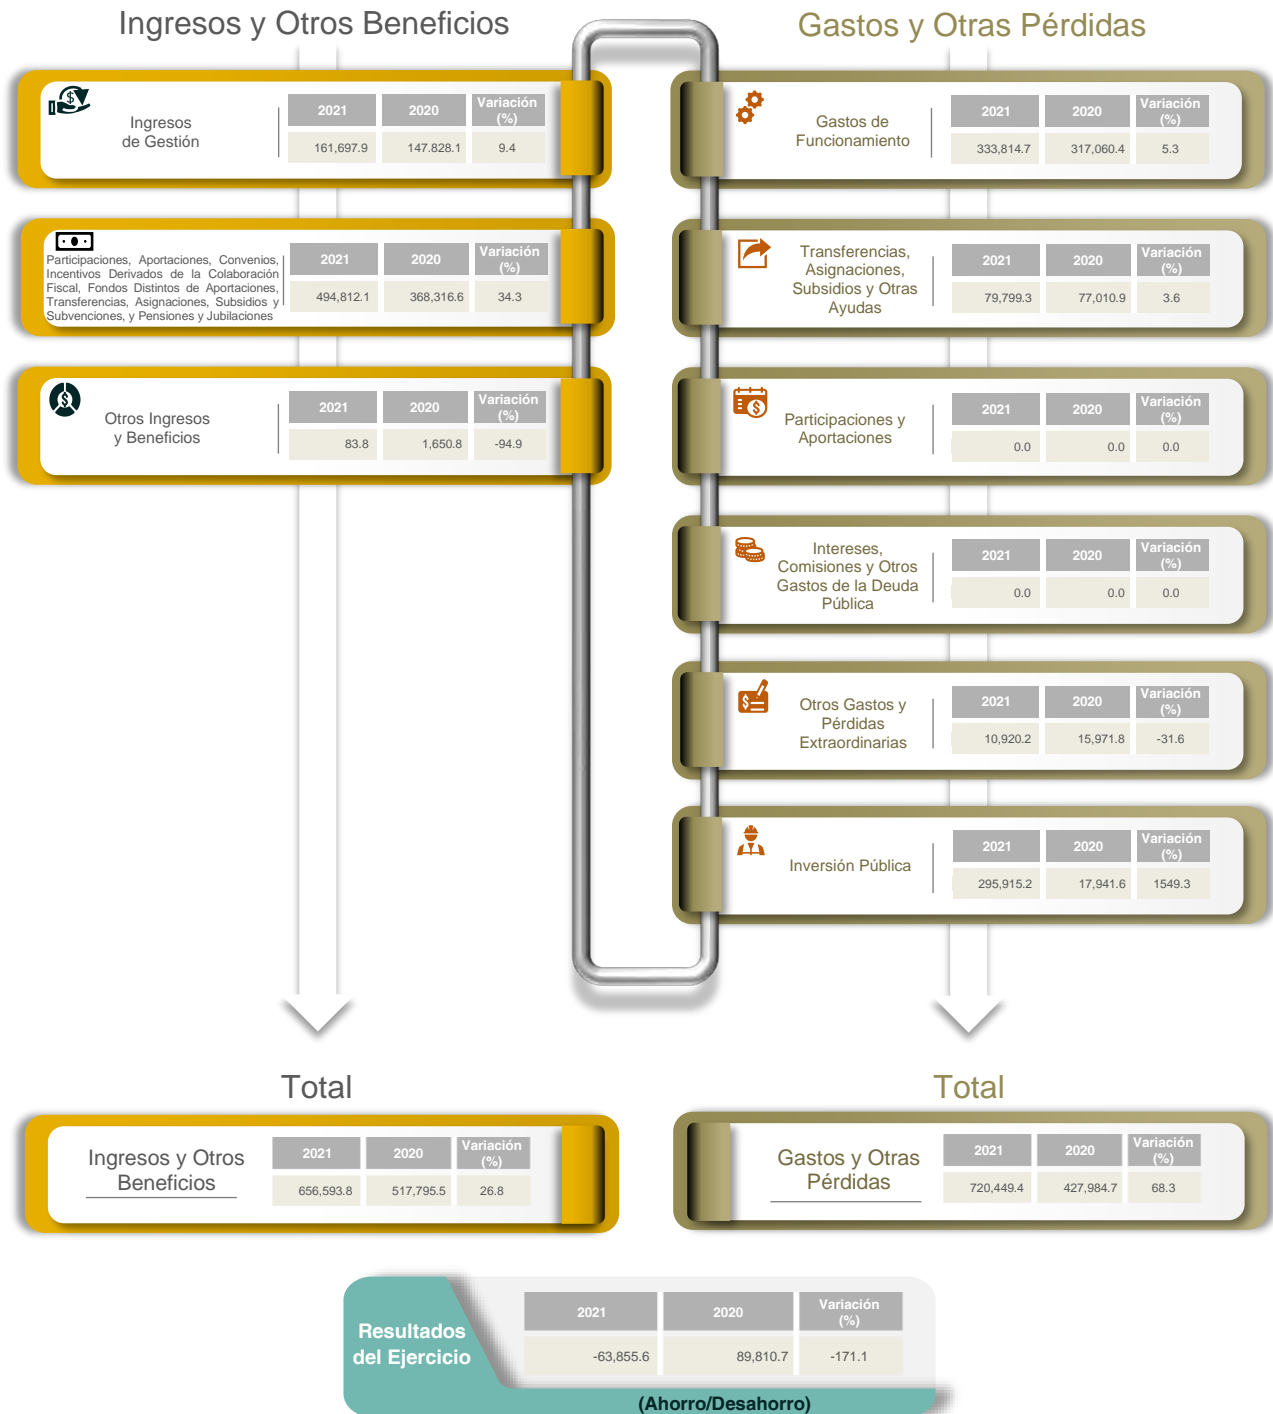 Ingresos y Otros Beneficios
Ingresos
de Gestión
2021 2020 Variación
(%)
161,697.9 147.828.1 9.4
Participaciones, Aportaciones, Convenios,
Incentivos Derivados de la Colaboración
Fiscal, Fondos Distintos de Aportaciones,
Transferencias, Asignaciones, Subsidios y
Subvenciones, y Pensiones y Jubilaciones
2021 2020 Variación
(%)
494,812.1 368,316.6 34.3
Otros Ingresos
y Beneficios
2021 2020 Variación
(%)
83.8 1,650.8 -94.9
Gastos y Otras Pérdidas
Gastos de
Funcionamiento
2021 2020 Variación
(%)
333,814.7 317,060.4 5.3
Transferencias,
Asignaciones,
Subsidios y Otras
Ayudas
2021 2020 Variación
(%)
79,799.3 77,010.9 3.6
Participaciones y
Aportaciones
2021 2020 Variación
(%)
0.0 0.0 0.0
Intereses,
Comisiones y Otros
Gastos de la Deuda
Pública
2021 2020 Variación
(%)
0.0 0.0 0.0
Otros Gastos y
Pérdidas
Extraordinarias
2021 2020 Variación
(%)
10,920.2 15,971.8 -31.6
Inversión Pública
2021 2020 Variación
(%)
295,915.2 17,941.6 1549.3
Total
Ingresos y Otros
Beneficios
2021 2020 Variación
(%)
656,593.8 517,795.5 26.8
Total
Gastos y Otras
Pérdidas
2021 2020 Variación
(%)
720,449.4 427,984.7 68.3
Resultados
del Ejercicio
2021 2020 Variación
(%)
-63,855.6 89,810.7 -171.1
(Ahorro/Desahorro)